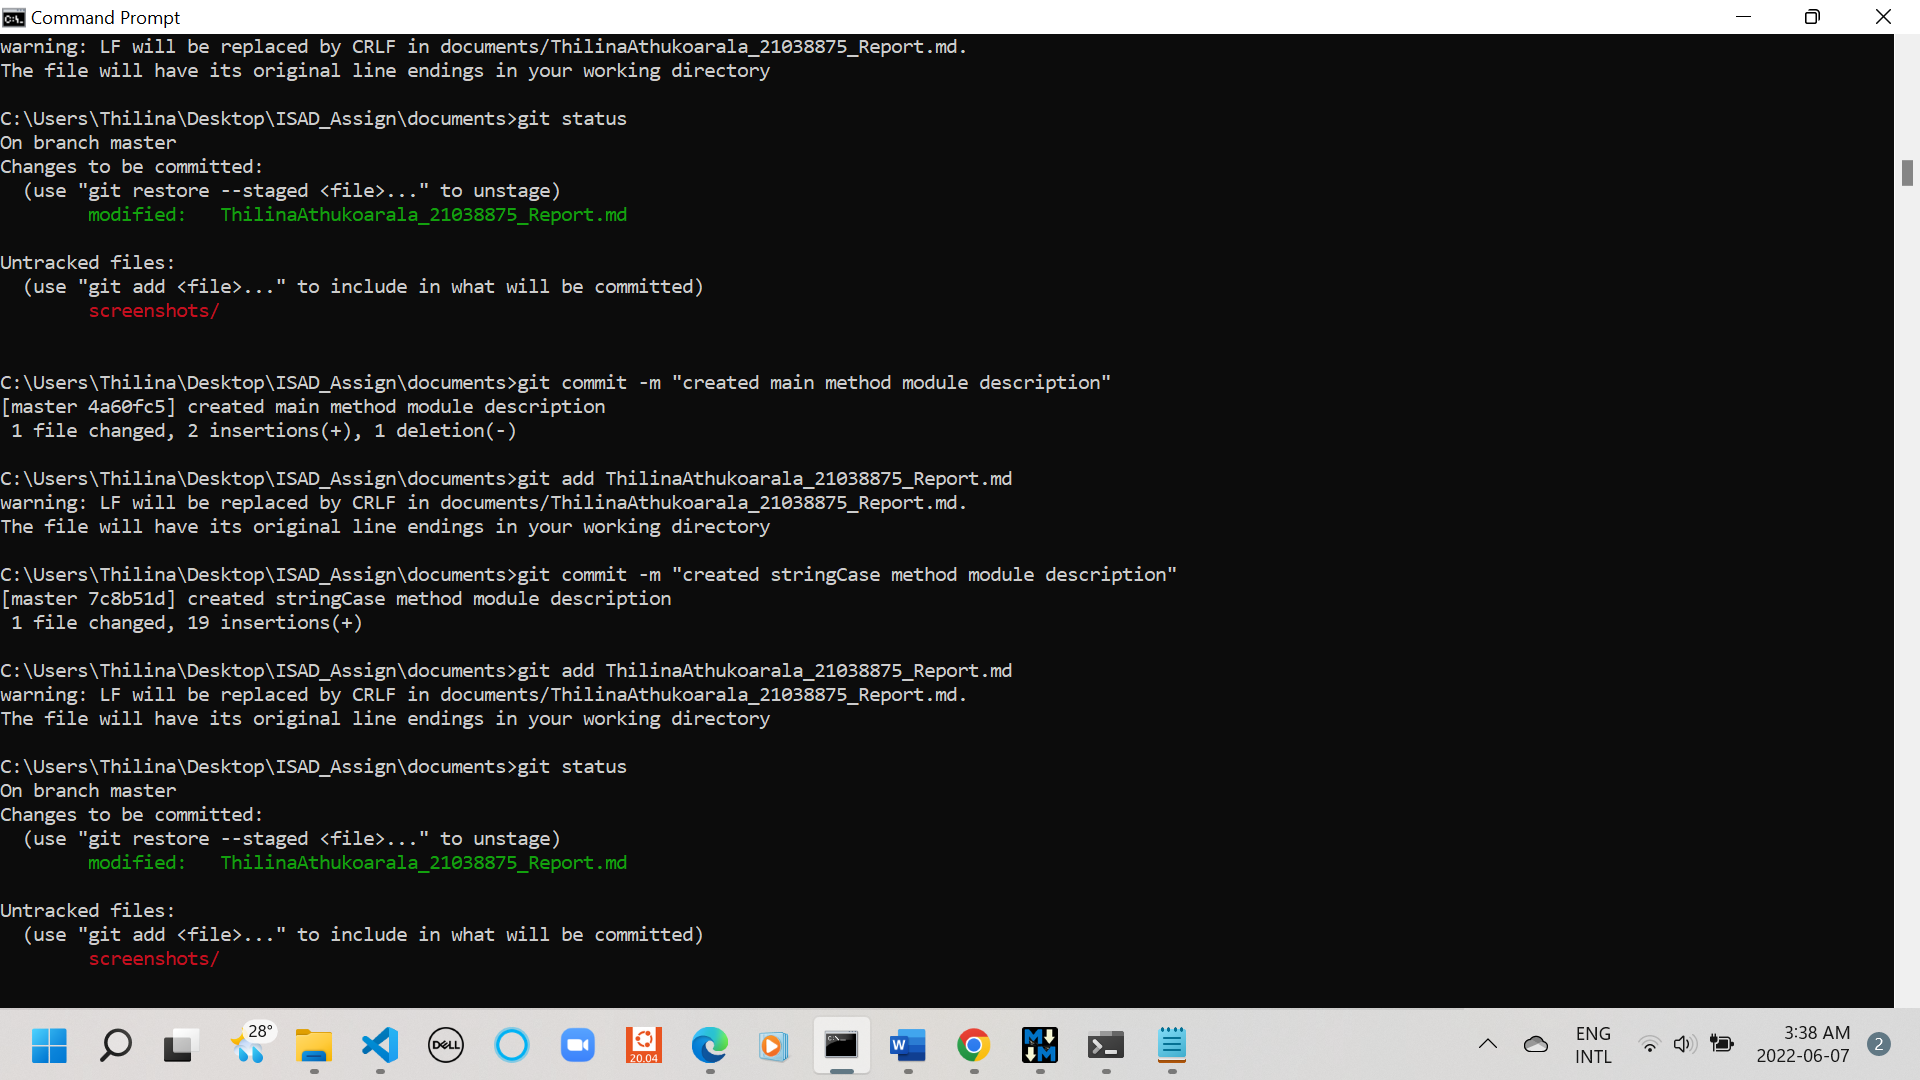 Command Prompt
warning: LF will be replaced by CRLF in documents/ThilinaAthukoarala_21038875_Report.md.
The file will have its original line endings in your working directory
C:\Users\Thilina\Desktop\ISAD_Assign\documents>git status
On branch master
Changes to be committed:
  (use "git restore --staged <file>..." to unstage)
        modified:   ThilinaAthukoarala_21038875_Report.md
Untracked files:
  (use "git add <file>..." to include in what will be committed)
        screenshots/
C:\Users\Thilina\Desktop\ISAD_Assign\documents>git commit -m "created main method module description"
[master 4a60fc5] created main method module description
 1 file changed, 2 insertions(+), 1 deletion(-)
C:\Users\Thilina\Desktop\ISAD_Assign\documents>git add ThilinaAthukoarala_21038875_Report.md
warning: LF will be replaced by CRLF in documents/ThilinaAthukoarala_21038875_Report.md.
The file will have its original line endings in your working directory
C:\Users\Thilina\Desktop\ISAD_Assign\documents>git commit -m "created stringCase method module description"
[master 7c8b51d] created stringCase method module description
 1 file changed, 19 insertions(+)
C:\Users\Thilina\Desktop\ISAD_Assign\documents>git add ThilinaAthukoarala_21038875_Report.md
warning: LF will be replaced by CRLF in documents/ThilinaAthukoarala_21038875_Report.md.
The file will have its original line endings in your working directory
C:\Users\Thilina\Desktop\ISAD_Assign\documents>git status
On branch master
Changes to be committed:
  (use "git restore --staged <file>..." to unstage)
        modified:   ThilinaAthukoarala_21038875_Report.md
Untracked files:
  (use "git add <file>..." to include in what will be committed)
        screenshots/
28°
DELL
20.04
W
M M
ENG
INTL
3:38 AM
2022-06-07
2